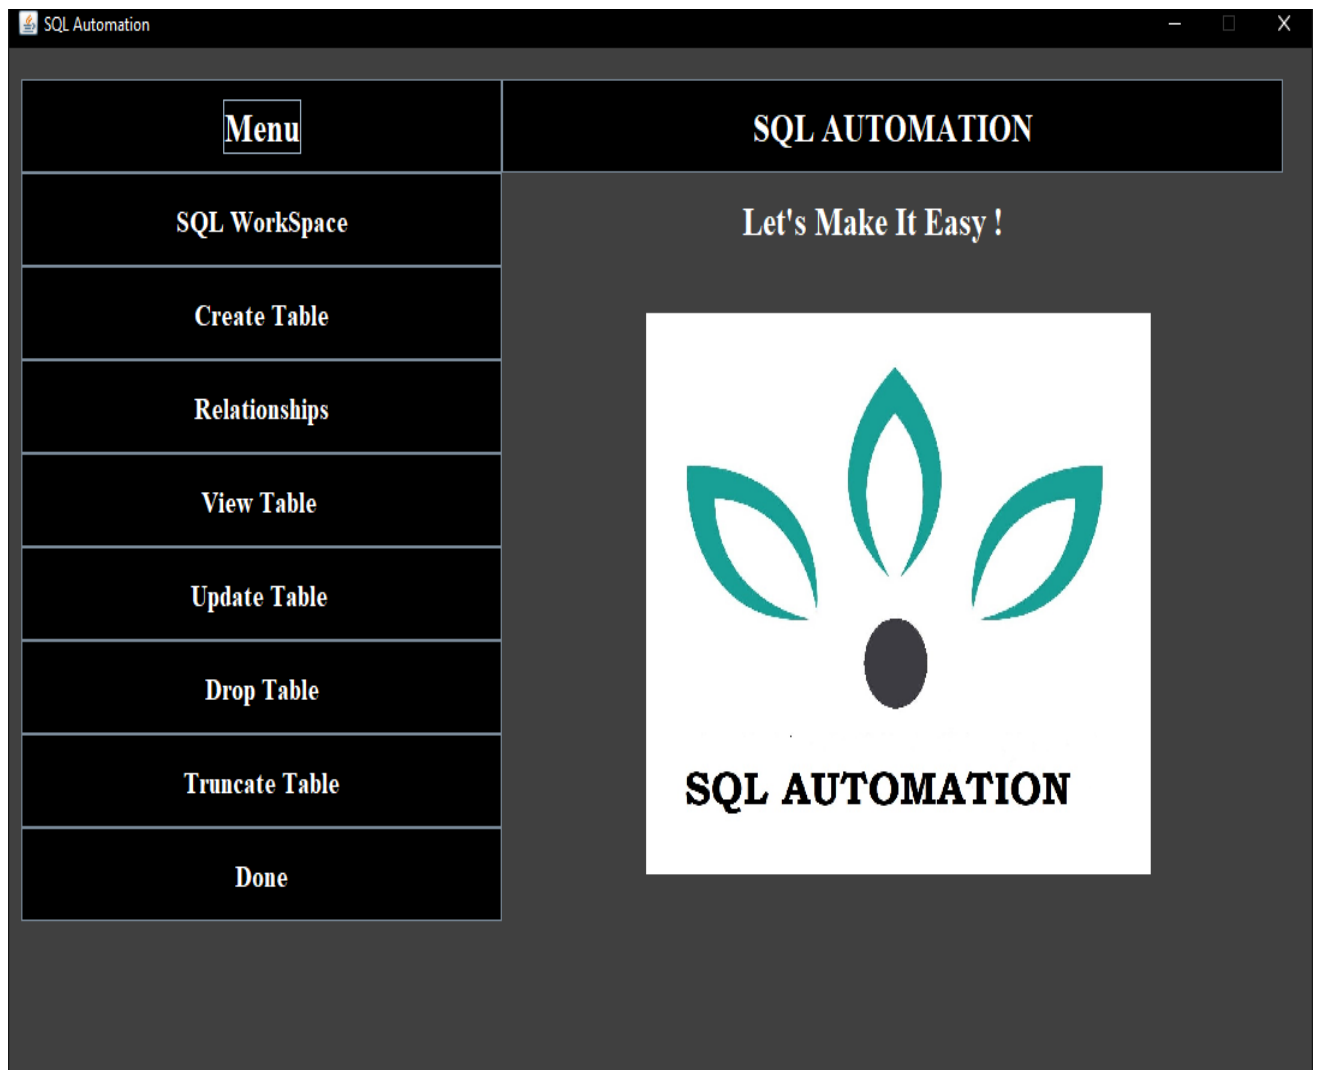 SQL Automation
Menu
SQL AUTOMATION
SQL WorkSpace
Let's Make It Easy !
Create Table
Relationships
View Table
Update Table
Drop Table
Truncate Table
Done
SQL AUTOMATION